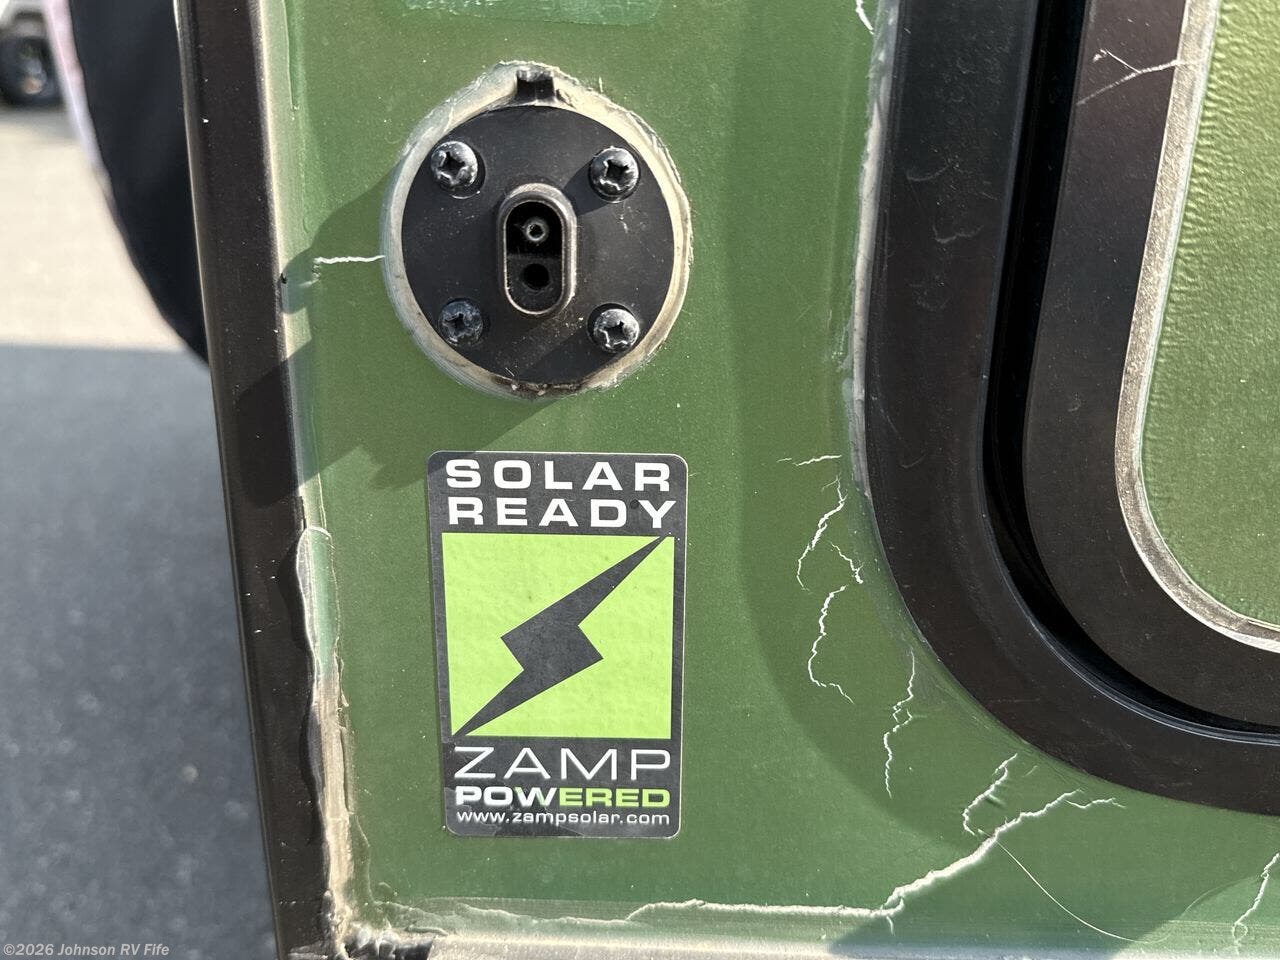 SOLAR
READY
ZAMP
POWERED
www.zampsolar.com
©2026 Johnson RV Fife